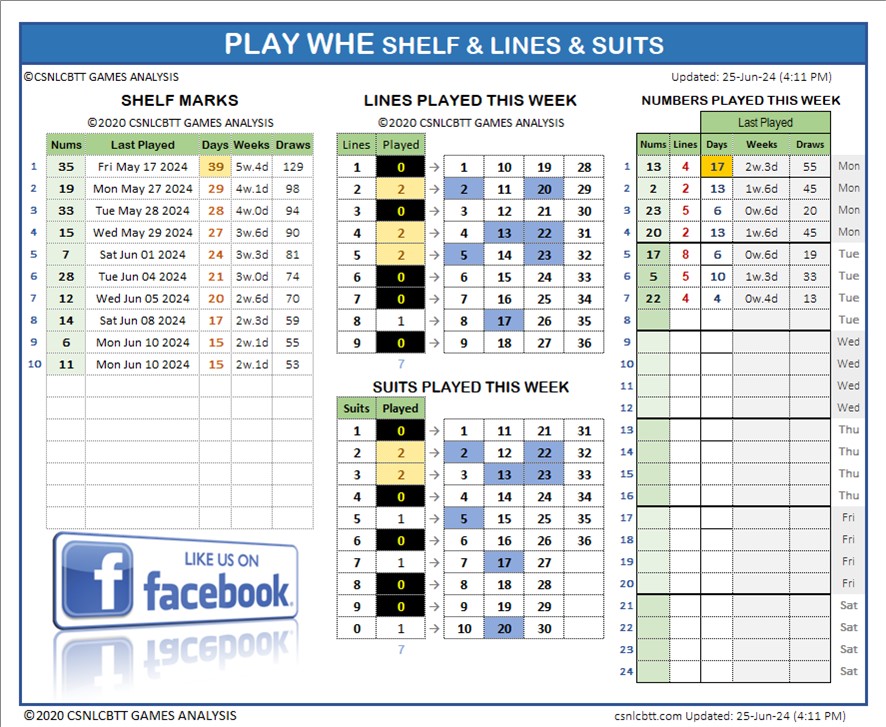 PLAY WHE SHELF & LINES & SUITS
©CSNLCBTT GAMES ANALYSIS
Updated: 25-Jun-24 (4:11 PM)
SHELF MARKS
©2020 CSNLCBTT GAMES ANALYSIS
Nums Last Played Days Weeks Draws
1 35 Fri May 17 2024 39 5w.4d 129
2 19 Mon May 27 2024 29 4w.1d 98
3 33 Tue May 28 2024 28 4w.0d 94
4 15 Wed May 29 2024 27 3w.6d 90
5 7 Sat Jun 01 2024 24 3w.3d 81
6 28 Tue Jun 04 2024 21 3w.0d 74
7 12 Wed Jun 05 2024 20 2w.6d 70
8 14 Sat Jun 08 2024 17 2w.3d 59
9 6 Mon Jun 10 2024 15 2w.1d 55
10 11 Mon Jun 10 2024 15 2w.1d 53
LIKE US ON
facebook.
LINES PLAYED THIS WEEK
©2020 CSNLCBTT GAMES ANALYSIS
Lines Played
1 0 → 1 10 19 28
2 2 → 2 11 20 29
3 0 → 3 12 21 30
4 2 → 4 13 22 31
5 2 → 5 14 23 32
6 0 → 6 15 24 33
7 0 → 7 16 25 34
8 1 → 8 17 26 35
9 0 → 9 18 27 36
7
SUITS PLAYED THIS WEEK
Suits Played
1 0 → 1 11 21 31
2 2 → 2 12 22 32
3 2 → 3 13 23 33
4 0 → 4 14 24 34
5 1 → 5 15 25 35
6 0 → 6 16 26 36
7 1 → 7 17 27
8 0 → 8 18 28
9 0 → 9 19 29
0 1 → 10 20 30
7
NUMBERS PLAYED THIS WEEK
Last Played
Nums Lines Days Weeks Draws
1 13 4 17 2w.3d 55 Mon
2 2 2 13 1w.6d 45 Mon
3 23 5 6 0w.6d 20 Mon
4 20 2 13 1w.6d 45 Mon
5 17 8 6 0w.6d 19 Tue
6 5 5 10 1w.3d 33 Tue
7 22 4 4 0w.4d 13 Tue
8 Tue
9 Wed
10 Wed
11 Wed
12 Wed
13 Thu
14 Thu
15 Thu
16 Thu
17 Fri
18 Fri
19 Fri
20 Fri
21 Sat
22 Sat
23 Sat
24 Sat
©2020 CSNLCBTT GAMES ANALYSIS
csnlcbtt.com Updated: 25-Jun-24 (4:11 PM)